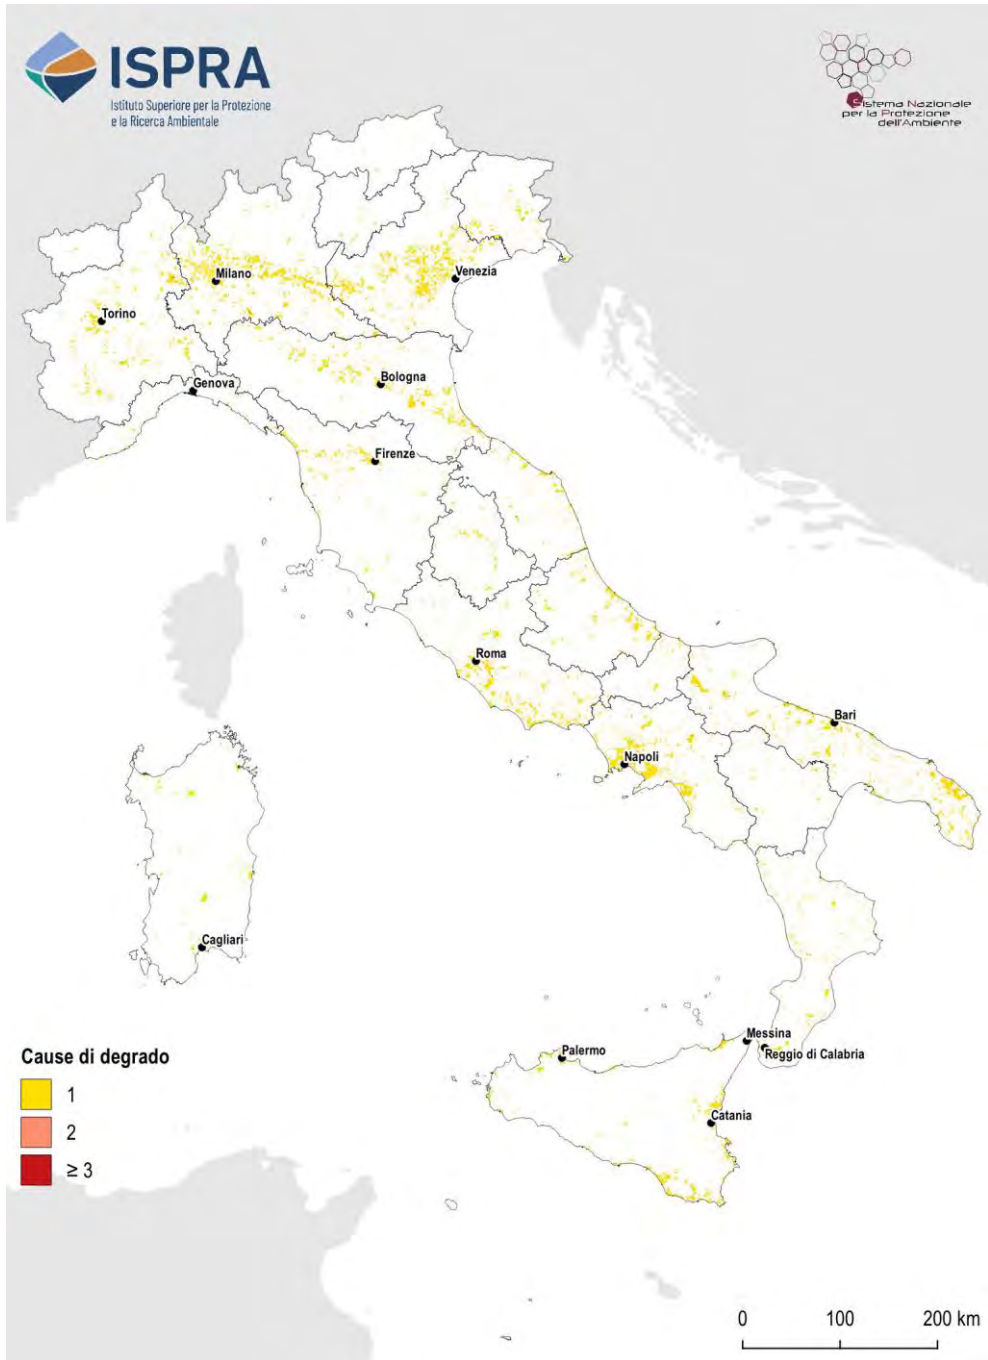 ISPRA
Istituto Superiore per la Protezione
e la Ricerca Ambientale
Sistema Nazionale
per la Protezione
dell'Ambiente
Milano
Venezia
Torino
Genova
Bologna
Firenze
Roma
Bari
Napoli
Cagliari
Messina
Reggio di Calabria
Palermo
Catania
Cause di degrado
1
2
≥ 3
0 100 200 km